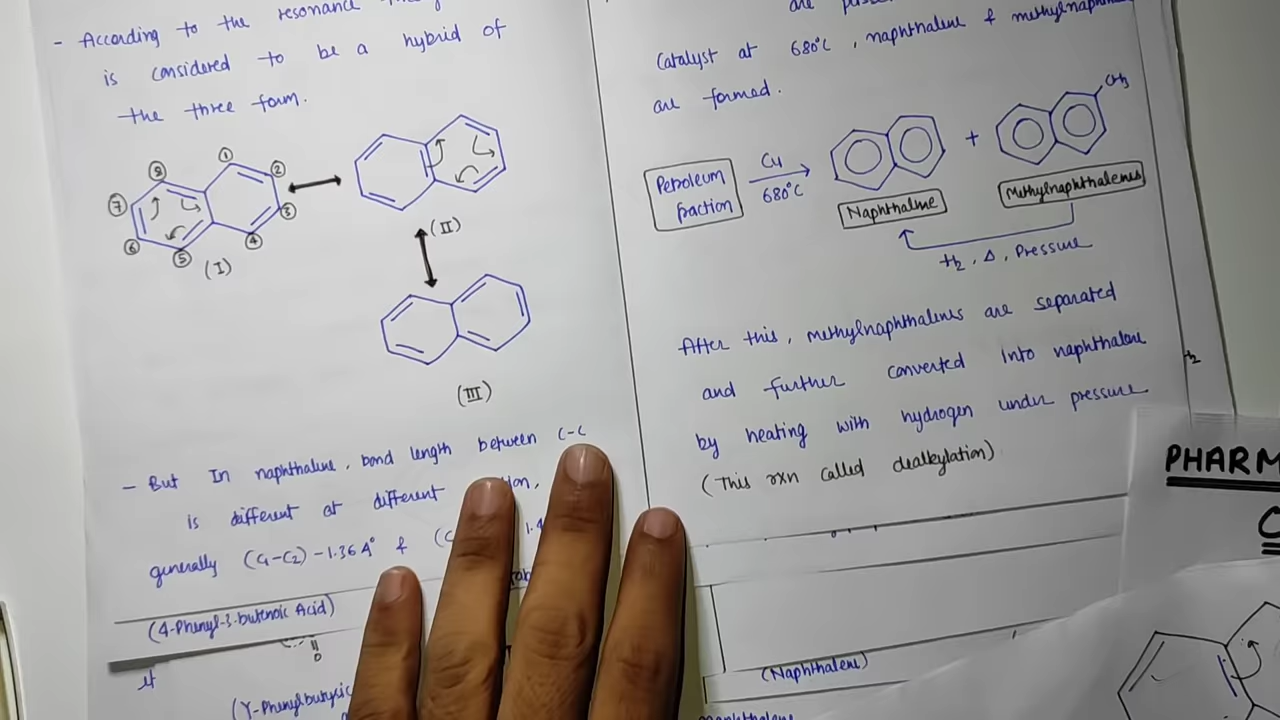 - According to the resonance
is considered to be a hybrid of
the three form.
① ② ③ ④ ⑤ ⑥ ⑦ ⑧
(I)
(II)
(III)
- But In naphthaline, bond length between C-C
is different at different
generally (C1-C2) - 1.36 A° &
(4-Phenyl-3-butenoic Acid)
O
(γ-Phenylbutyric
are
Catalyst at 680°C, naphthalene &
are formed.
Petroleum
fraction
Cu
680°C
+
CH3
Naphthaline
Methylnaphthalenes
H2, Δ, Pressure
After this, methylnaphthalenes are separated
and further converted into naphthalene
by heating with hydrogen under pressure
(This rxn called dealkylation)
(Naphthalene)
PHARM
C